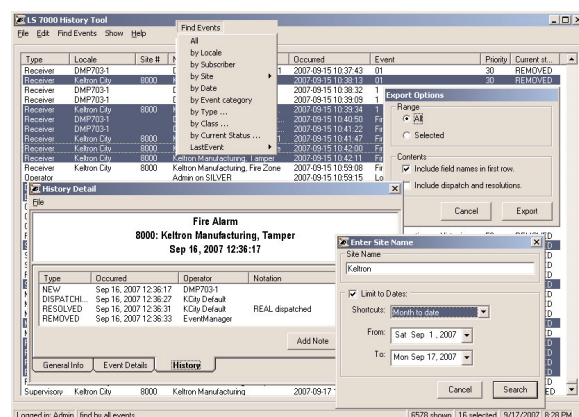 LS 7000 History Tool
File Edit Find Events Show Help
Find Events
All
by Locale
by Subscriber
by Site
by Date
by Event category
by Type ...
by Class ...
by Current Status ...
LastEvent
Type Locale Site # Occurred Event Priority Current st...
Receiver DMP703-1 2007-09-15 10:37:43 01 30 REMOVED
Receiver Keltron City 8000 2007-09-15 10:38:13 01 30 REMOVED
Receiver DMP703-1 2007-09-15 10:38:32 1
Receiver DMP703-1 2007-09-15 10:39:09 1
Receiver Keltron City 8000 2007-09-15 10:39:34 1
Receiver DMP703-1 2007-09-15 10:40:50
Receiver DMP703-1 2007-09-15 10:41:22
Receiver Keltron City 8000 2007-09-15 10:41:47
Receiver Keltron City 8000 2007-09-15 10:42:00
Receiver Keltron City 8000 Keltron Manufacturing, Tamper 2007-09-15 10:42:11
Receiver Keltron City 8000 Keltron Manufacturing, Fire Zone 2007-09-15 10:59:08
Operator Admin on SILVER 2007-09-15 10:59:15
Export Options
Range
All
Selected
Contents
Include field names in first row.
Include dispatch and resolutions.
Cancel Export
History Detail
File
Fire Alarm
8000: Keltron Manufacturing, Tamper
Sep 16, 2007 12:36:17
Type Occurred Operator Notation
NEW Sep 16, 2007 12:36:17 DMP703-1
DISPATCHI... Sep 16, 2007 12:36:27 KCity Default
RESOLVED Sep 16, 2007 12:36:31 KCity Default REAL dispatched
REMOVED Sep 16, 2007 12:36:33 EventManager
Add Note
General Info Event Details History
Enter Site Name
Site Name
Keltron
Limit to Dates:
Shortcuts: Month to date
From: Sat Sep 1, 2007
To: Mon Sep 17, 2007
Cancel Search
Supervisory Keltron City 8000 Keltron Manufacturing 2007-09-17
Logged in: Admin find by all events 6578 shown 16 selected 9/17/2007 8:28 PM